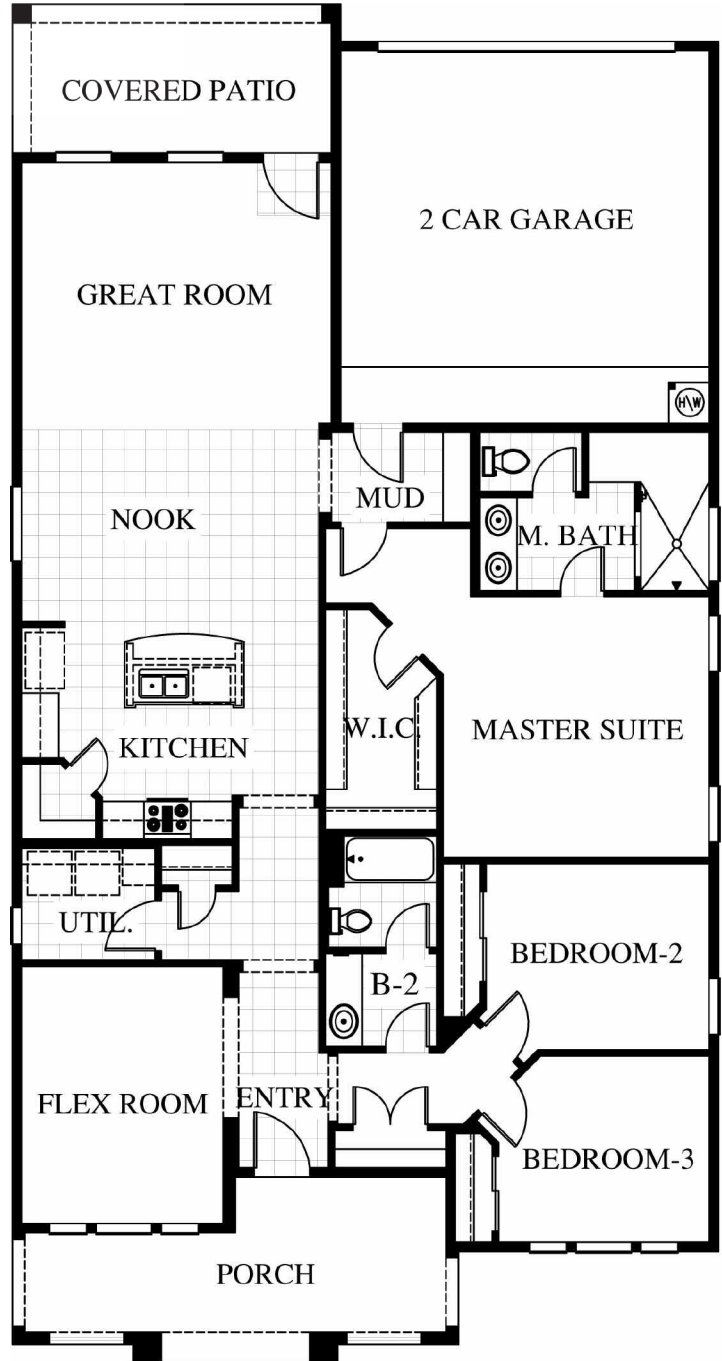 COVERED PATIO
2 CAR GARAGE
GREAT ROOM
H\W
MUD
NOOK
M. BATH
W.I.C.
MASTER SUITE
KITCHEN
UTIL.
BEDROOM-2
B-2
FLEX ROOM
ENTRY
BEDROOM-3
PORCH